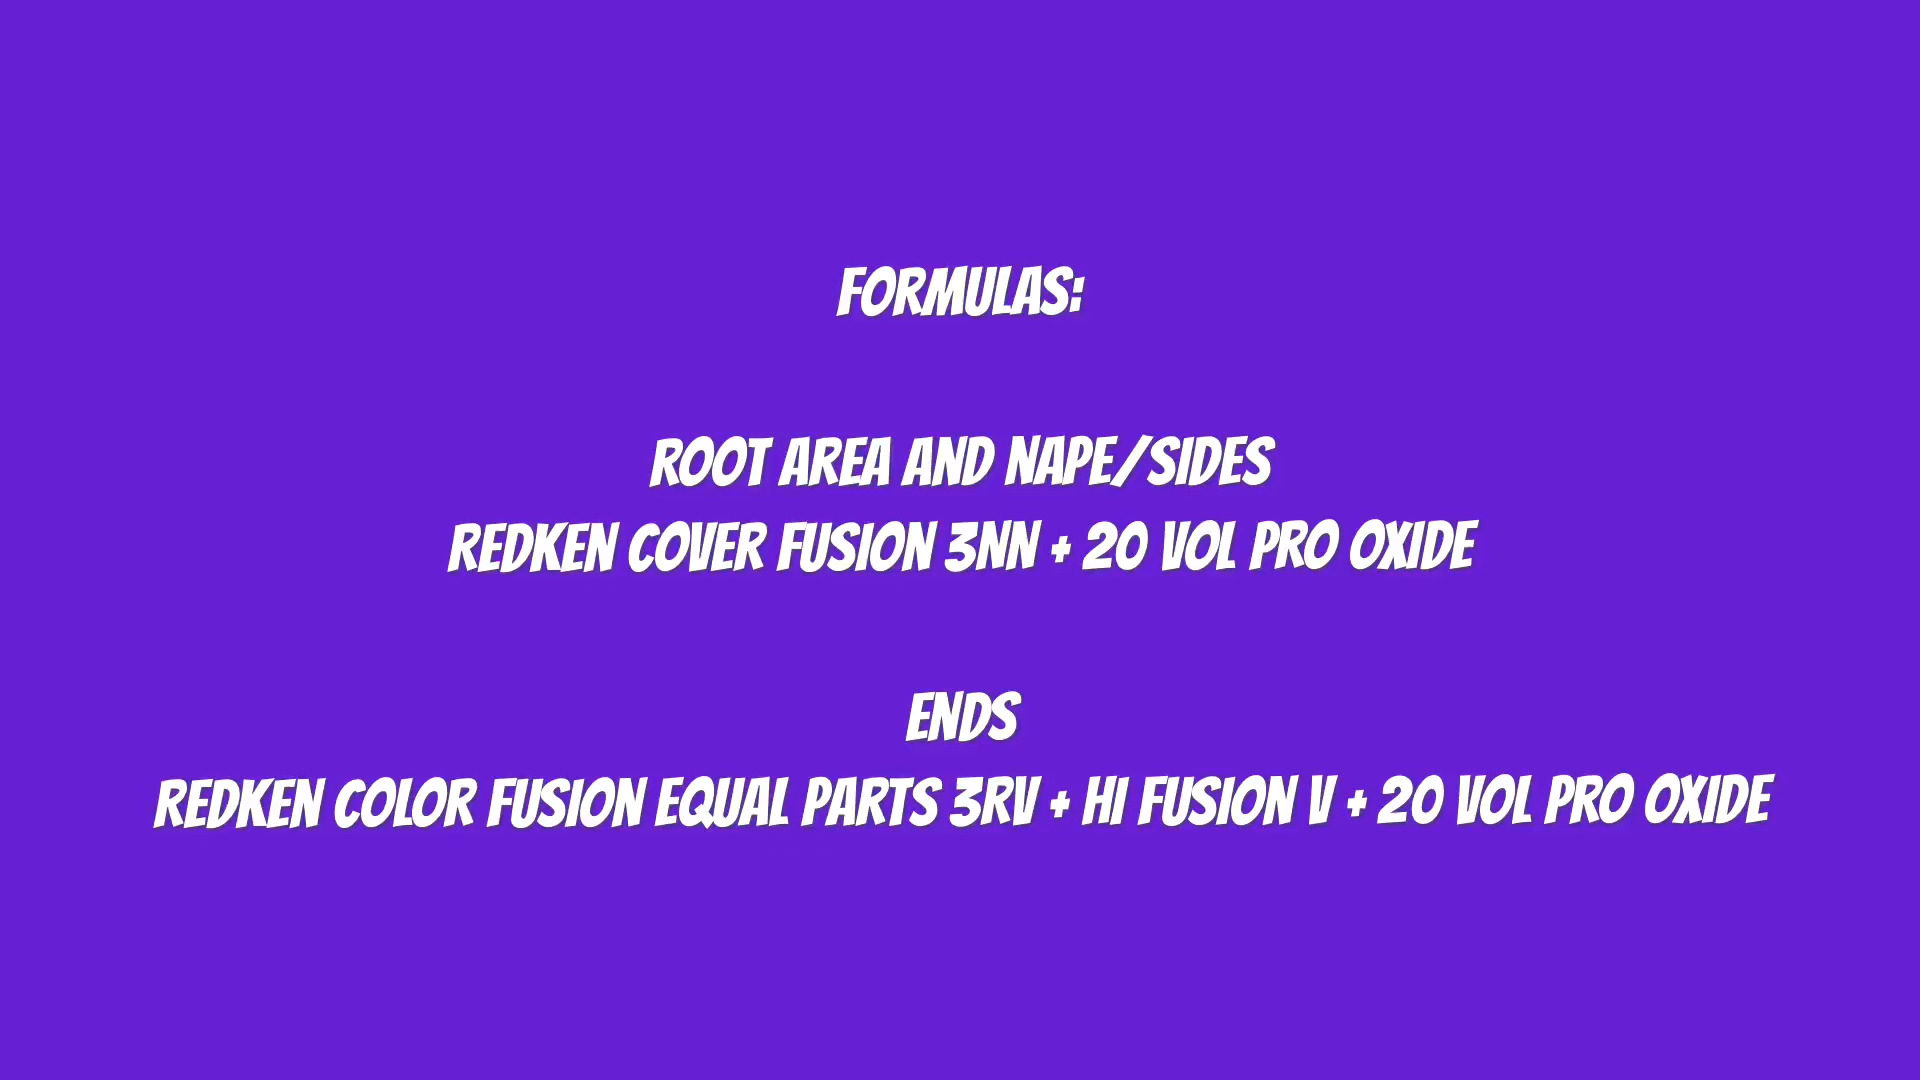 FORMULAS:
ROOT AREA AND NAPE/SIDES
REDKEN COVER FUSION 3NN + 20 VOL PRO OXIDE
ENDS
REDKEN COLOR FUSION EQUAL PARTS 3RV + HI FUSION V + 20 VOL PRO OXIDE